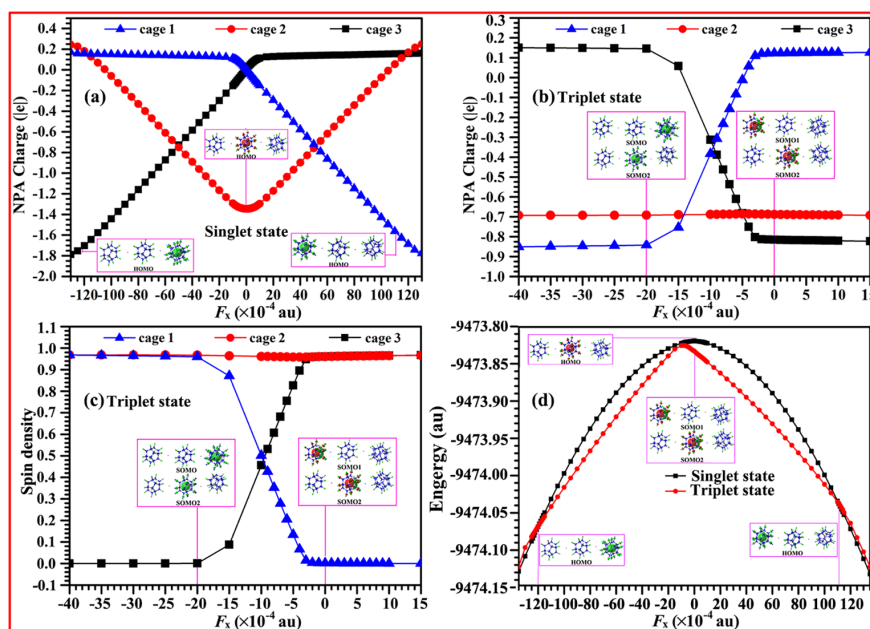 cage 1 cage 2 cage 3
0.4
0.2
0.0
-0.2
-0.4
-0.6
-0.8
-1.0
-1.2
-1.4
-1.6
-1.8
-2.0
NPA Charge (|e|)
(a)
HOMO
Singlet state
HOMO
HOMO
-120 -100 -80 -60 -40 -20 0 20 40 60 80 100 120
Fx (×10-4 au)
cage 1 cage 2 cage 3
0.3
0.2
0.1
0.0
-0.1
-0.2
-0.3
-0.4
-0.5
-0.6
-0.7
-0.8
-0.9
-1.0
NPA Charge (|e|)
(b) Triplet state
SOMO
SOMO2
SOMO1
SOMO2
-40 -35 -30 -25 -20 -15 -10 -5 0 5 10 15
Fx (×10-4 au)
cage 1 cage 2 cage 3
1.1
1.0
0.9
0.8
0.7
0.6
0.5
0.4
0.3
0.2
0.1
0.0
-0.1
Spin density
(c) Triplet state
SOMO
SOMO2
SOMO1
SOMO2
-40 -35 -30 -25 -20 -15 -10 -5 0 5 10 15
Fx (×10-4 au)
-9473.80
-9473.85
-9473.90
-9473.95
-9474.00
-9474.05
-9474.10
-9474.15
Engergy (au)
HOMO
(d)
SOMO1
SOMO2
Singlet state
Triplet state
HOMO
HOMO
-120 -100 -80 -60 -40 -20 0 20 40 60 80 100 120
Fx (×10-4 au)